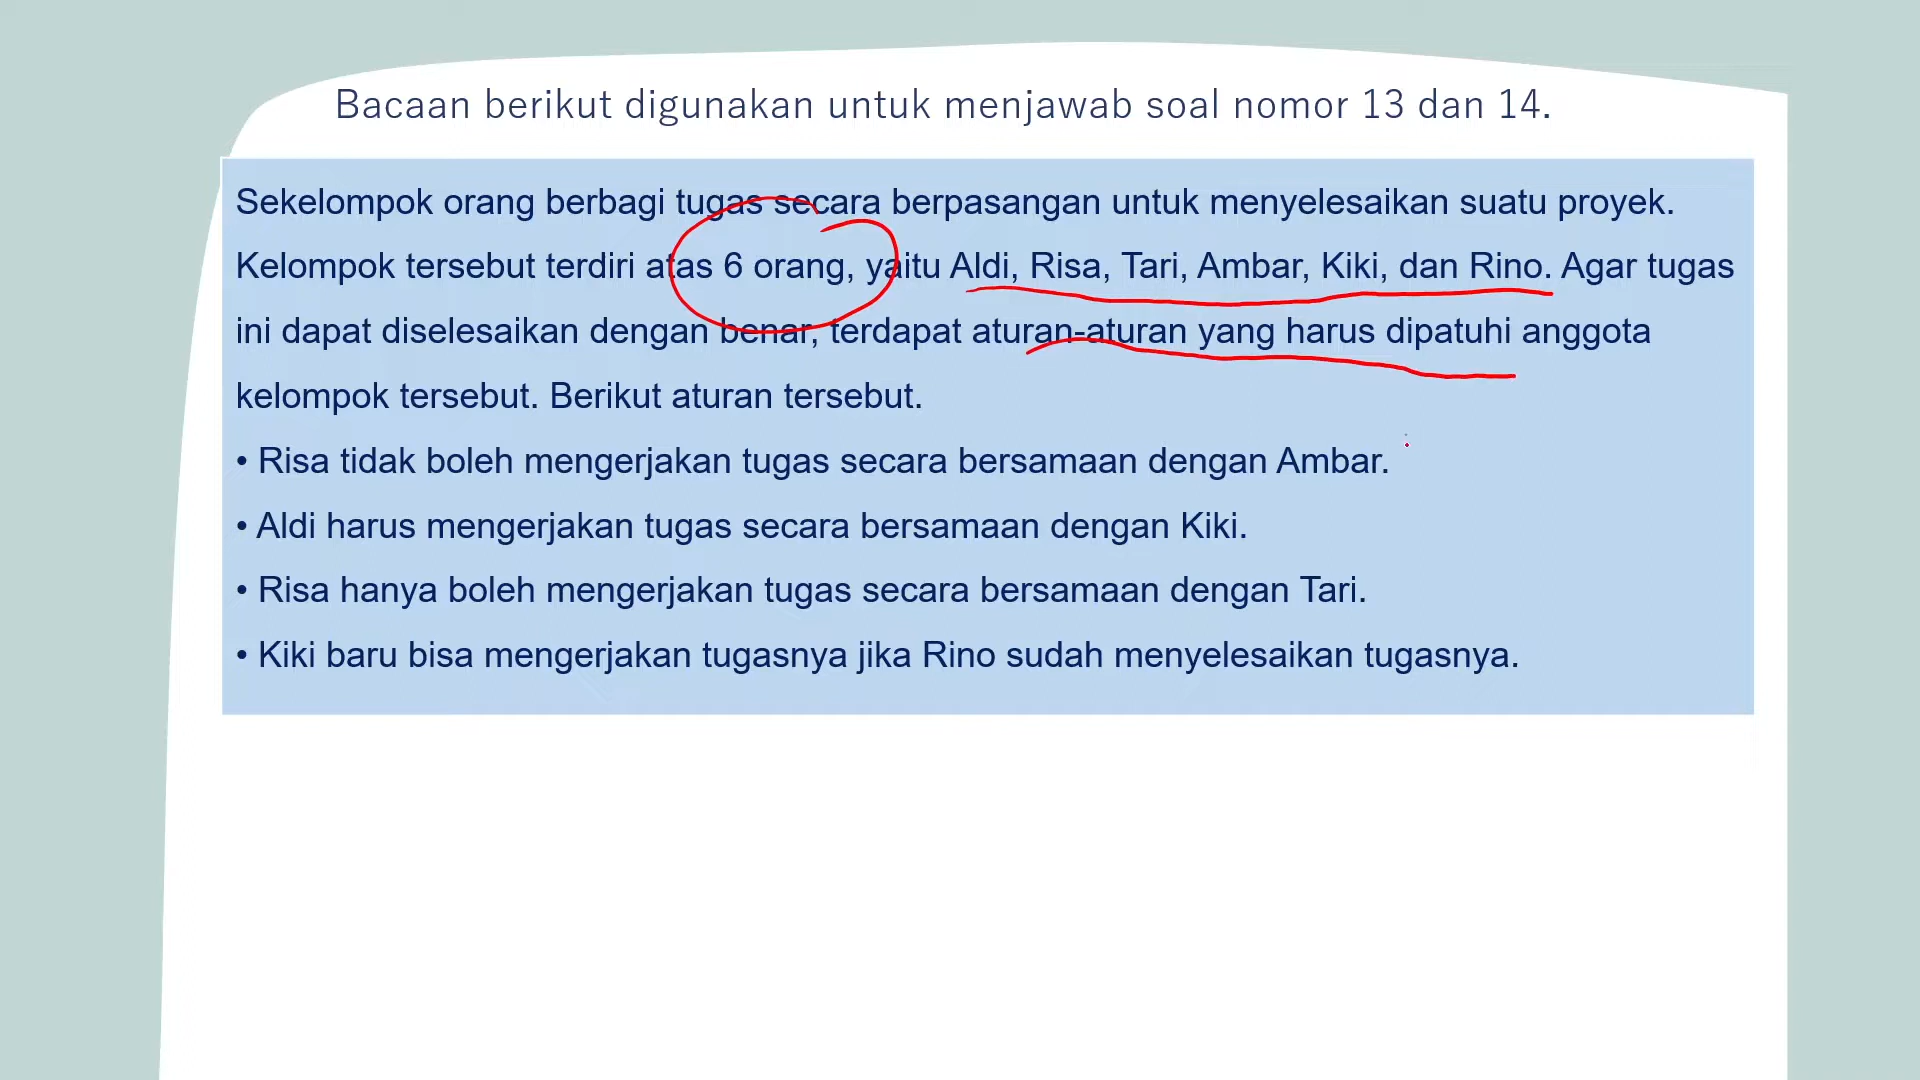 Bacaan berikut digunakan untuk menjawab soal nomor 13 dan 14.
Sekelompok orang berbagi tugas secara berpasangan untuk menyelesaikan suatu proyek.
Kelompok tersebut terdiri atas 6 orang, yaitu Aldi, Risa, Tari, Ambar, Kiki, dan Rino. Agar tugas
ini dapat diselesaikan dengan benar, terdapat aturan-aturan yang harus dipatuhi anggota
kelompok tersebut. Berikut aturan tersebut.
• Risa tidak boleh mengerjakan tugas secara bersamaan dengan Ambar.
• Aldi harus mengerjakan tugas secara bersamaan dengan Kiki.
• Risa hanya boleh mengerjakan tugas secara bersamaan dengan Tari.
• Kiki baru bisa mengerjakan tugasnya jika Rino sudah menyelesaikan tugasnya.